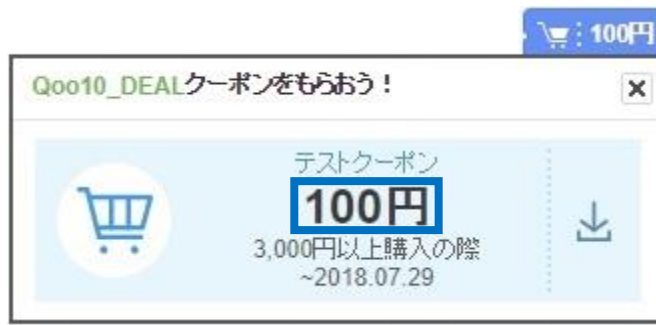 100円
Qoo10_DEALクーポンをもらおう！
テストクーポン
100円
3,000円以上購入の際
~2018.07.29